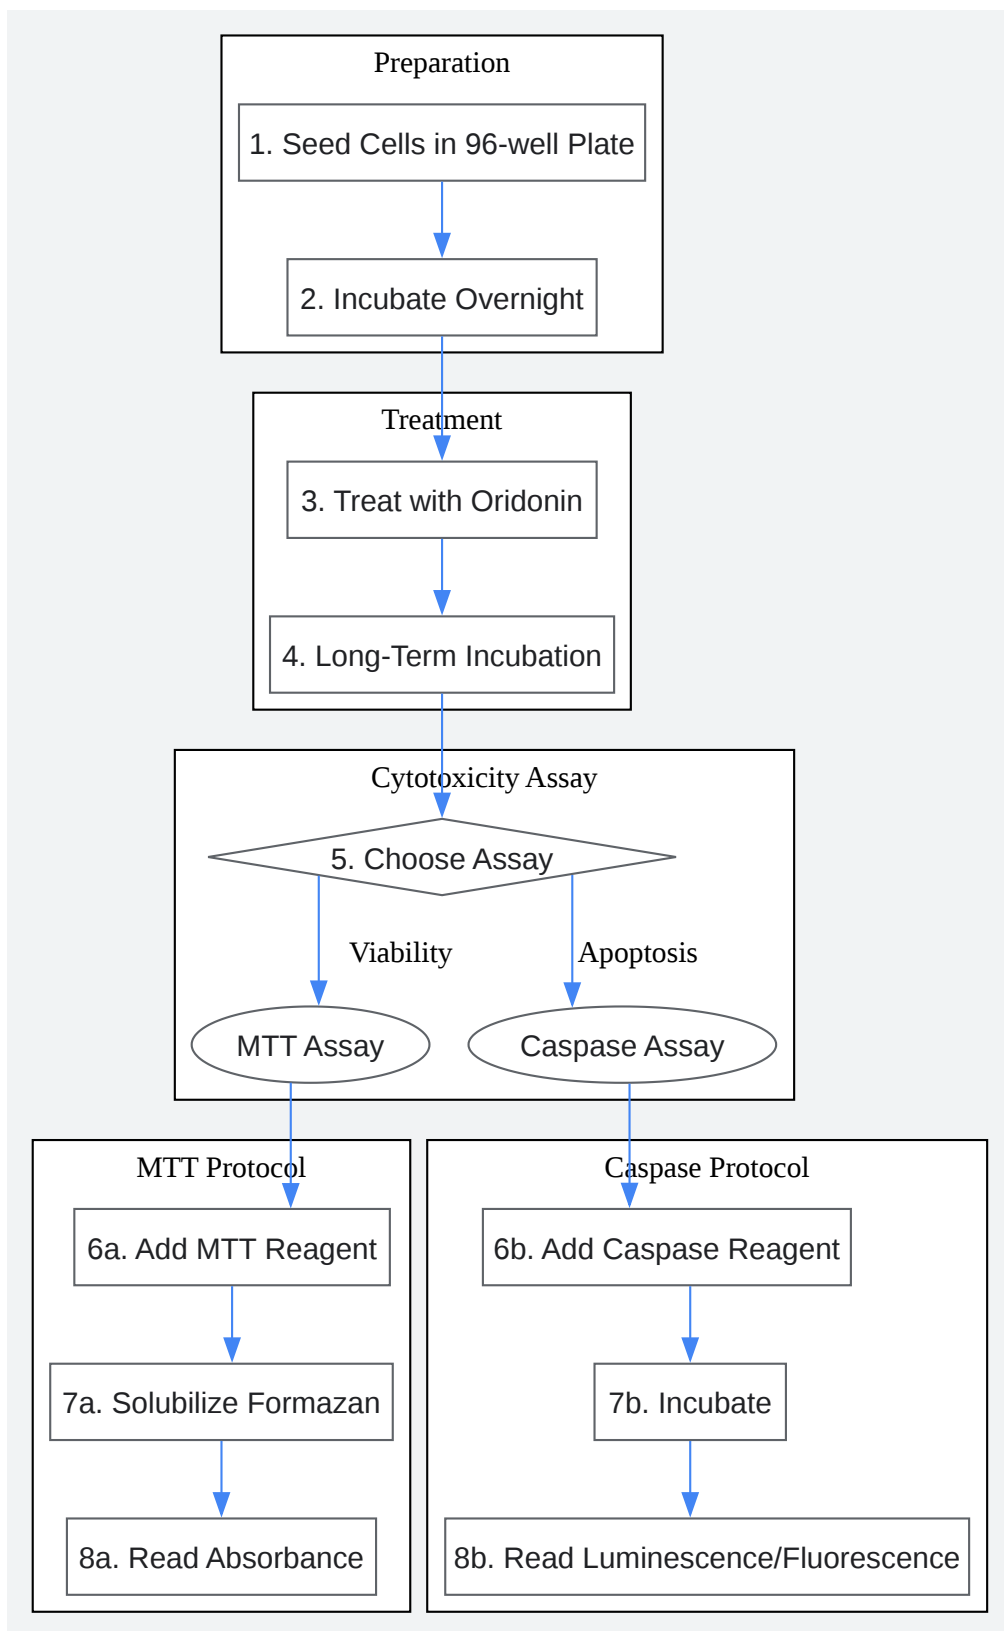 Preparation
1. Seed Cells in 96-well Plate
2. Incubate Overnight
Treatment
3. Treat with Oridonin
4. Long-Term Incubation
Cytotoxicity Assay
5. Choose Assay
Viability
Apoptosis
MTT Assay
Caspase Assay
MTT Protocol
6a. Add MTT Reagent
7a. Solubilize Formazan
8a. Read Absorbance
Caspase Protocol
6b. Add Caspase Reagent
7b. Incubate
8b. Read Luminescence/Fluorescence